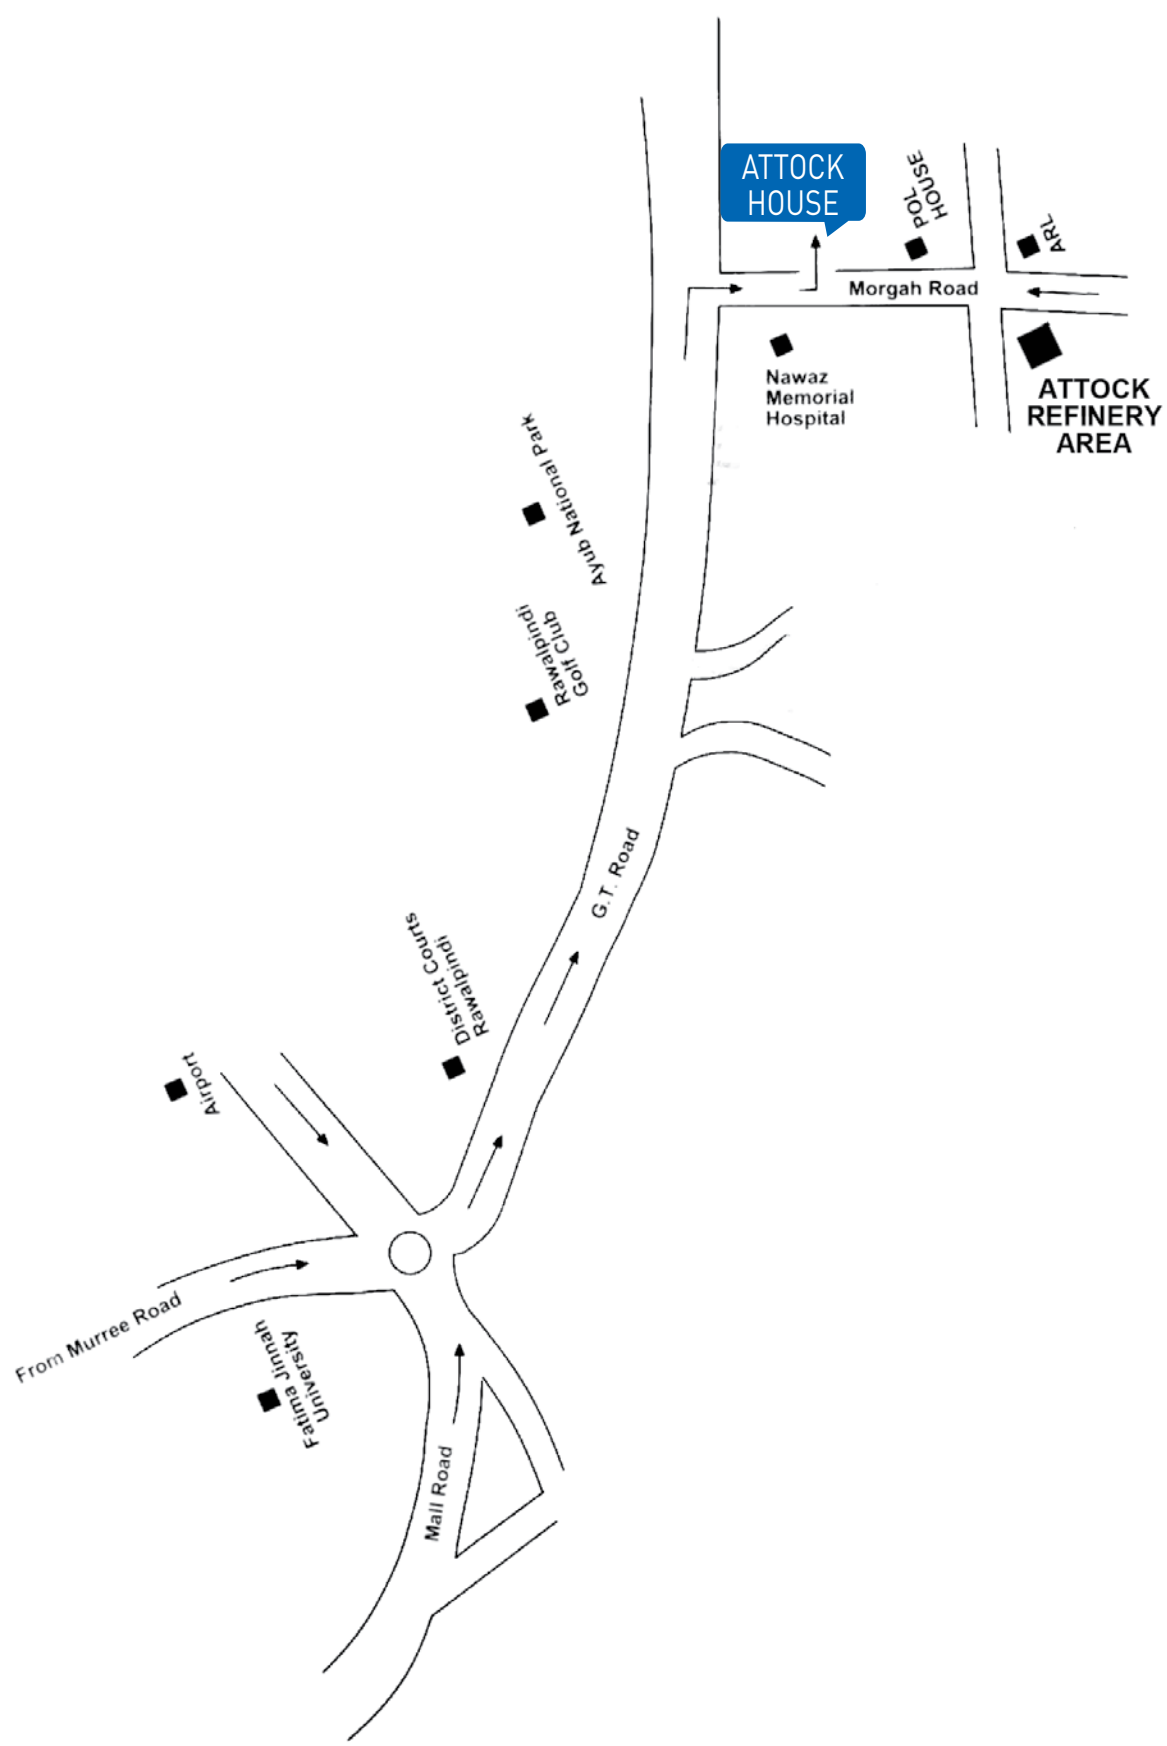 ATTOCK
HOUSE
POL
HOUSE
ARL
Morgah Road
Nawaz
Memorial
Hospital
ATTOCK
REFINERY
AREA
Ayub National Park
Rawalpindi
Golf Club
G.T. Road
District Courts
Rawalpindi
Airport
From Murree Road
Fatima Jinnah
University
Mall Road